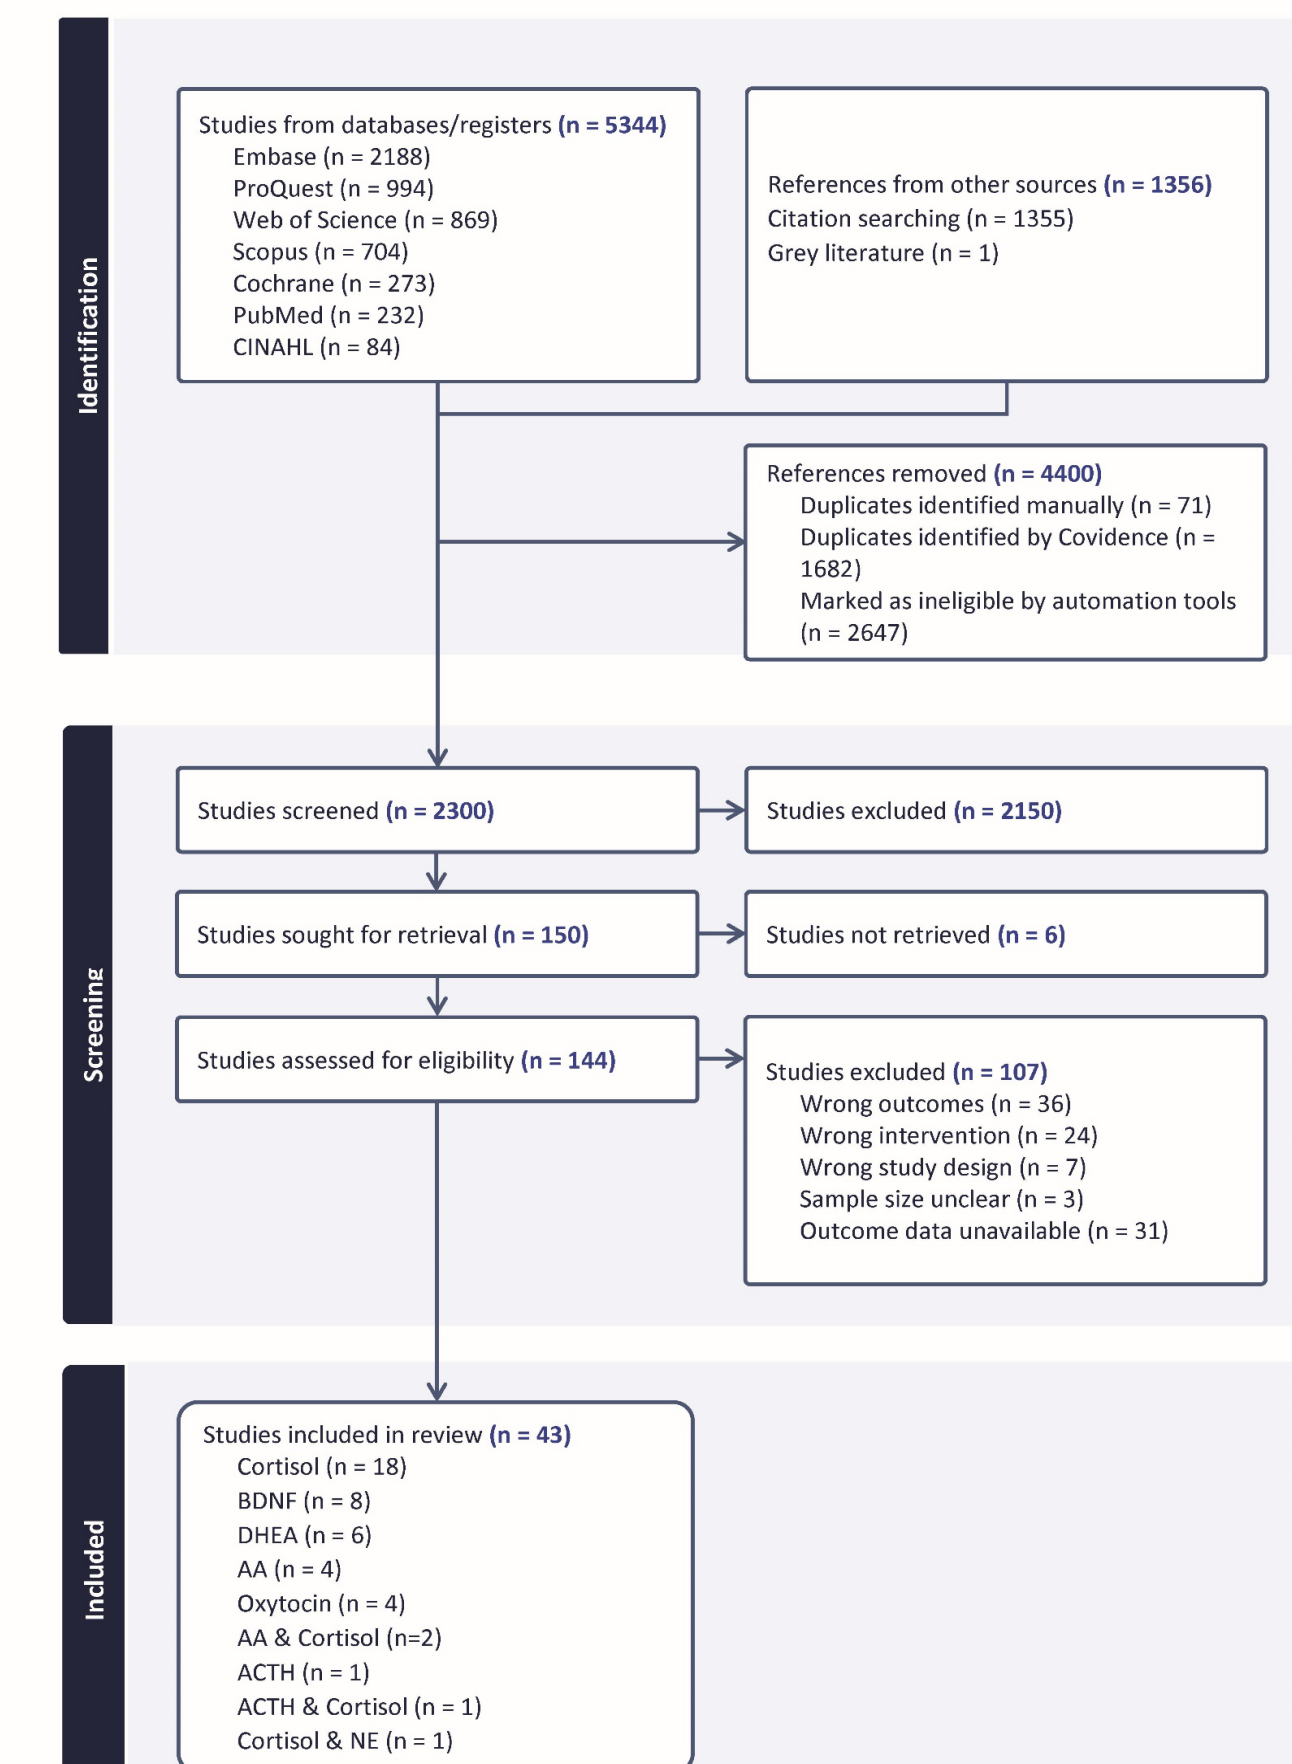 Identification
Studies from databases/registers (n = 5344)
Embase (n = 2188)
ProQuest (n = 994)
Web of Science (n = 869)
Scopus (n = 704)
Cochrane (n = 273)
PubMed (n = 232)
CINAHL (n = 84)
References from other sources (n = 1356)
Citation searching (n = 1355)
Grey literature (n = 1)
References removed (n = 4400)
Duplicates identified manually (n = 71)
Duplicates identified by Covidence (n =
1682)
Marked as ineligible by automation tools
(n = 2647)
Screening
Studies screened (n = 2300)
Studies excluded (n = 2150)
Studies sought for retrieval (n = 150)
Studies not retrieved (n = 6)
Studies assessed for eligibility (n = 144)
Studies excluded (n = 107)
Wrong outcomes (n = 36)
Wrong intervention (n = 24)
Wrong study design (n = 7)
Sample size unclear (n = 3)
Outcome data unavailable (n = 31)
Included
Studies included in review (n = 43)
Cortisol (n = 18)
BDNF (n = 8)
DHEA (n = 6)
AA (n = 4)
Oxytocin (n = 4)
AA & Cortisol (n=2)
ACTH (n = 1)
ACTH & Cortisol (n = 1)
Cortisol & NE (n = 1)